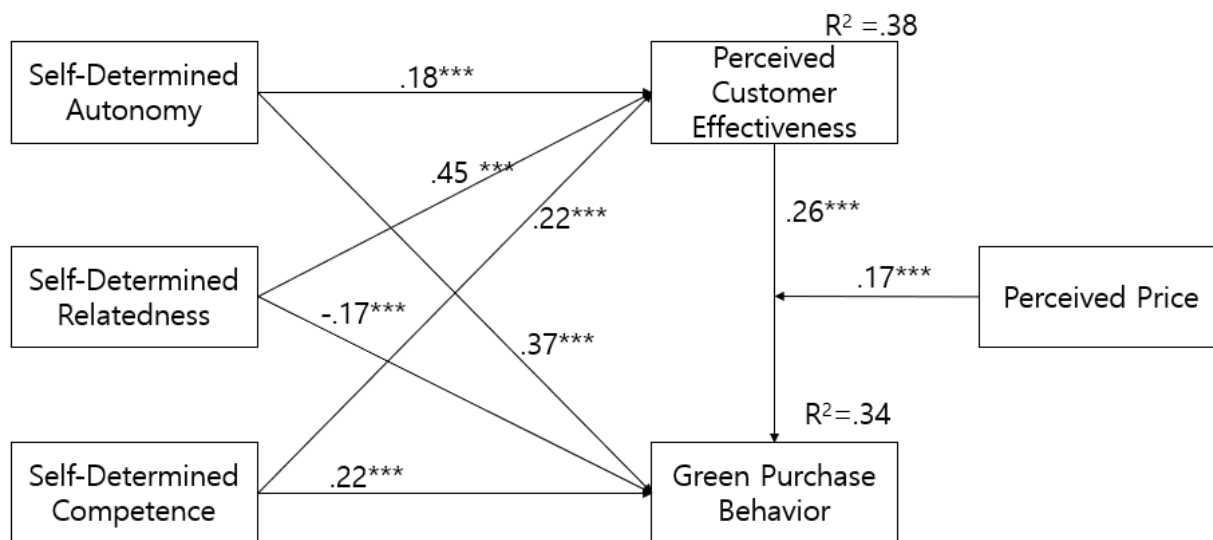 R² =.38
Self-Determined
Autonomy
.18***
Perceived
Customer
Effectiveness
.45 ***
.22***
.26***
Self-Determined
Relatedness
-.17***
.37***
.17***
Perceived Price
R²=.34
Self-Determined
Competence
.22***
Green Purchase
Behavior